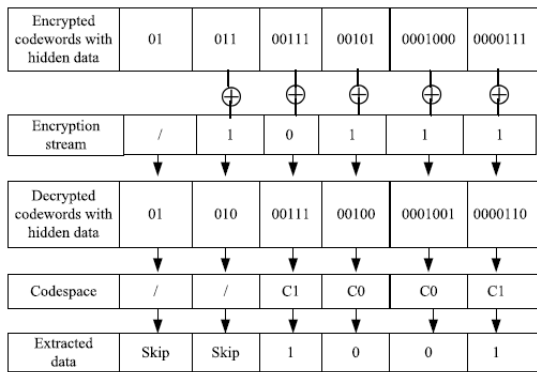 Encrypted
codewords with
hidden data
01 011 00111 00101 0001000 0000111
Encryption
stream
/ 1 0 1 1 1
Decrypted
codewords with
hidden data
01 010 00111 00100 0001001 0000110
Codespace / / C1 C0 C0 C1
Extracted
data
Skip Skip 1 0 0 1